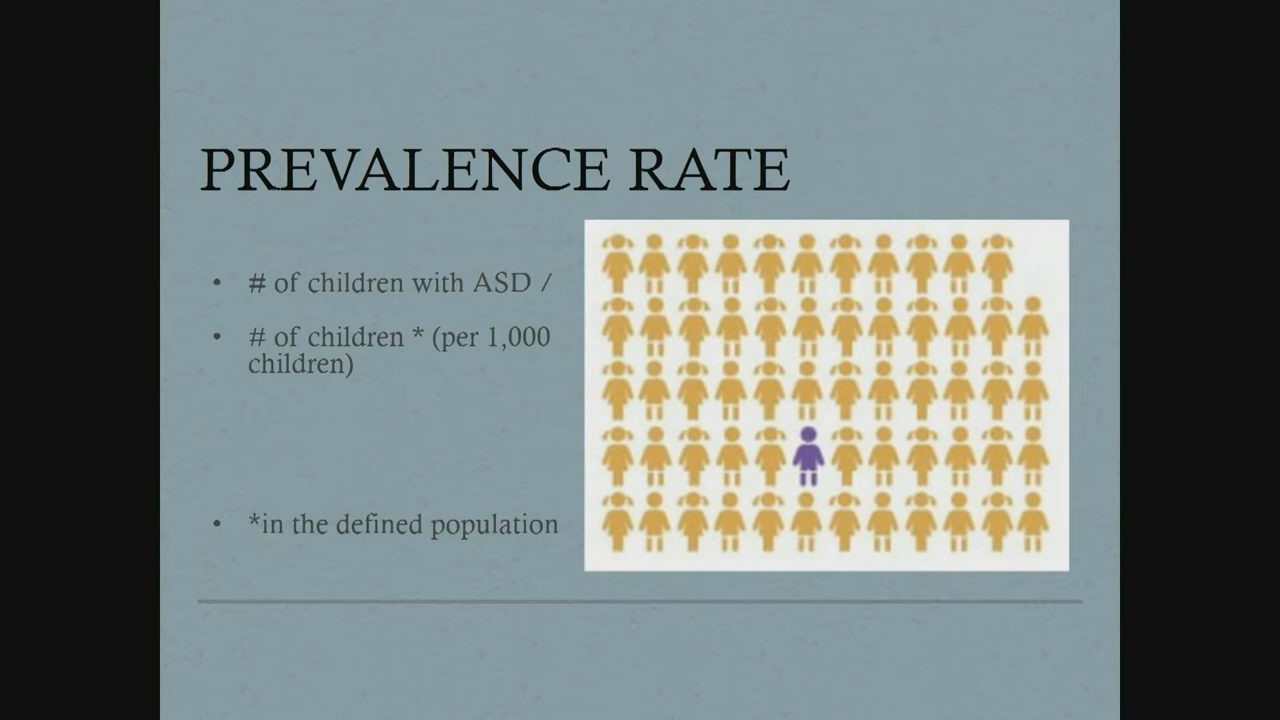 PREVALENCE RATE
• # of children with ASD /
• # of children * (per 1,000
children)
• *in the defined population